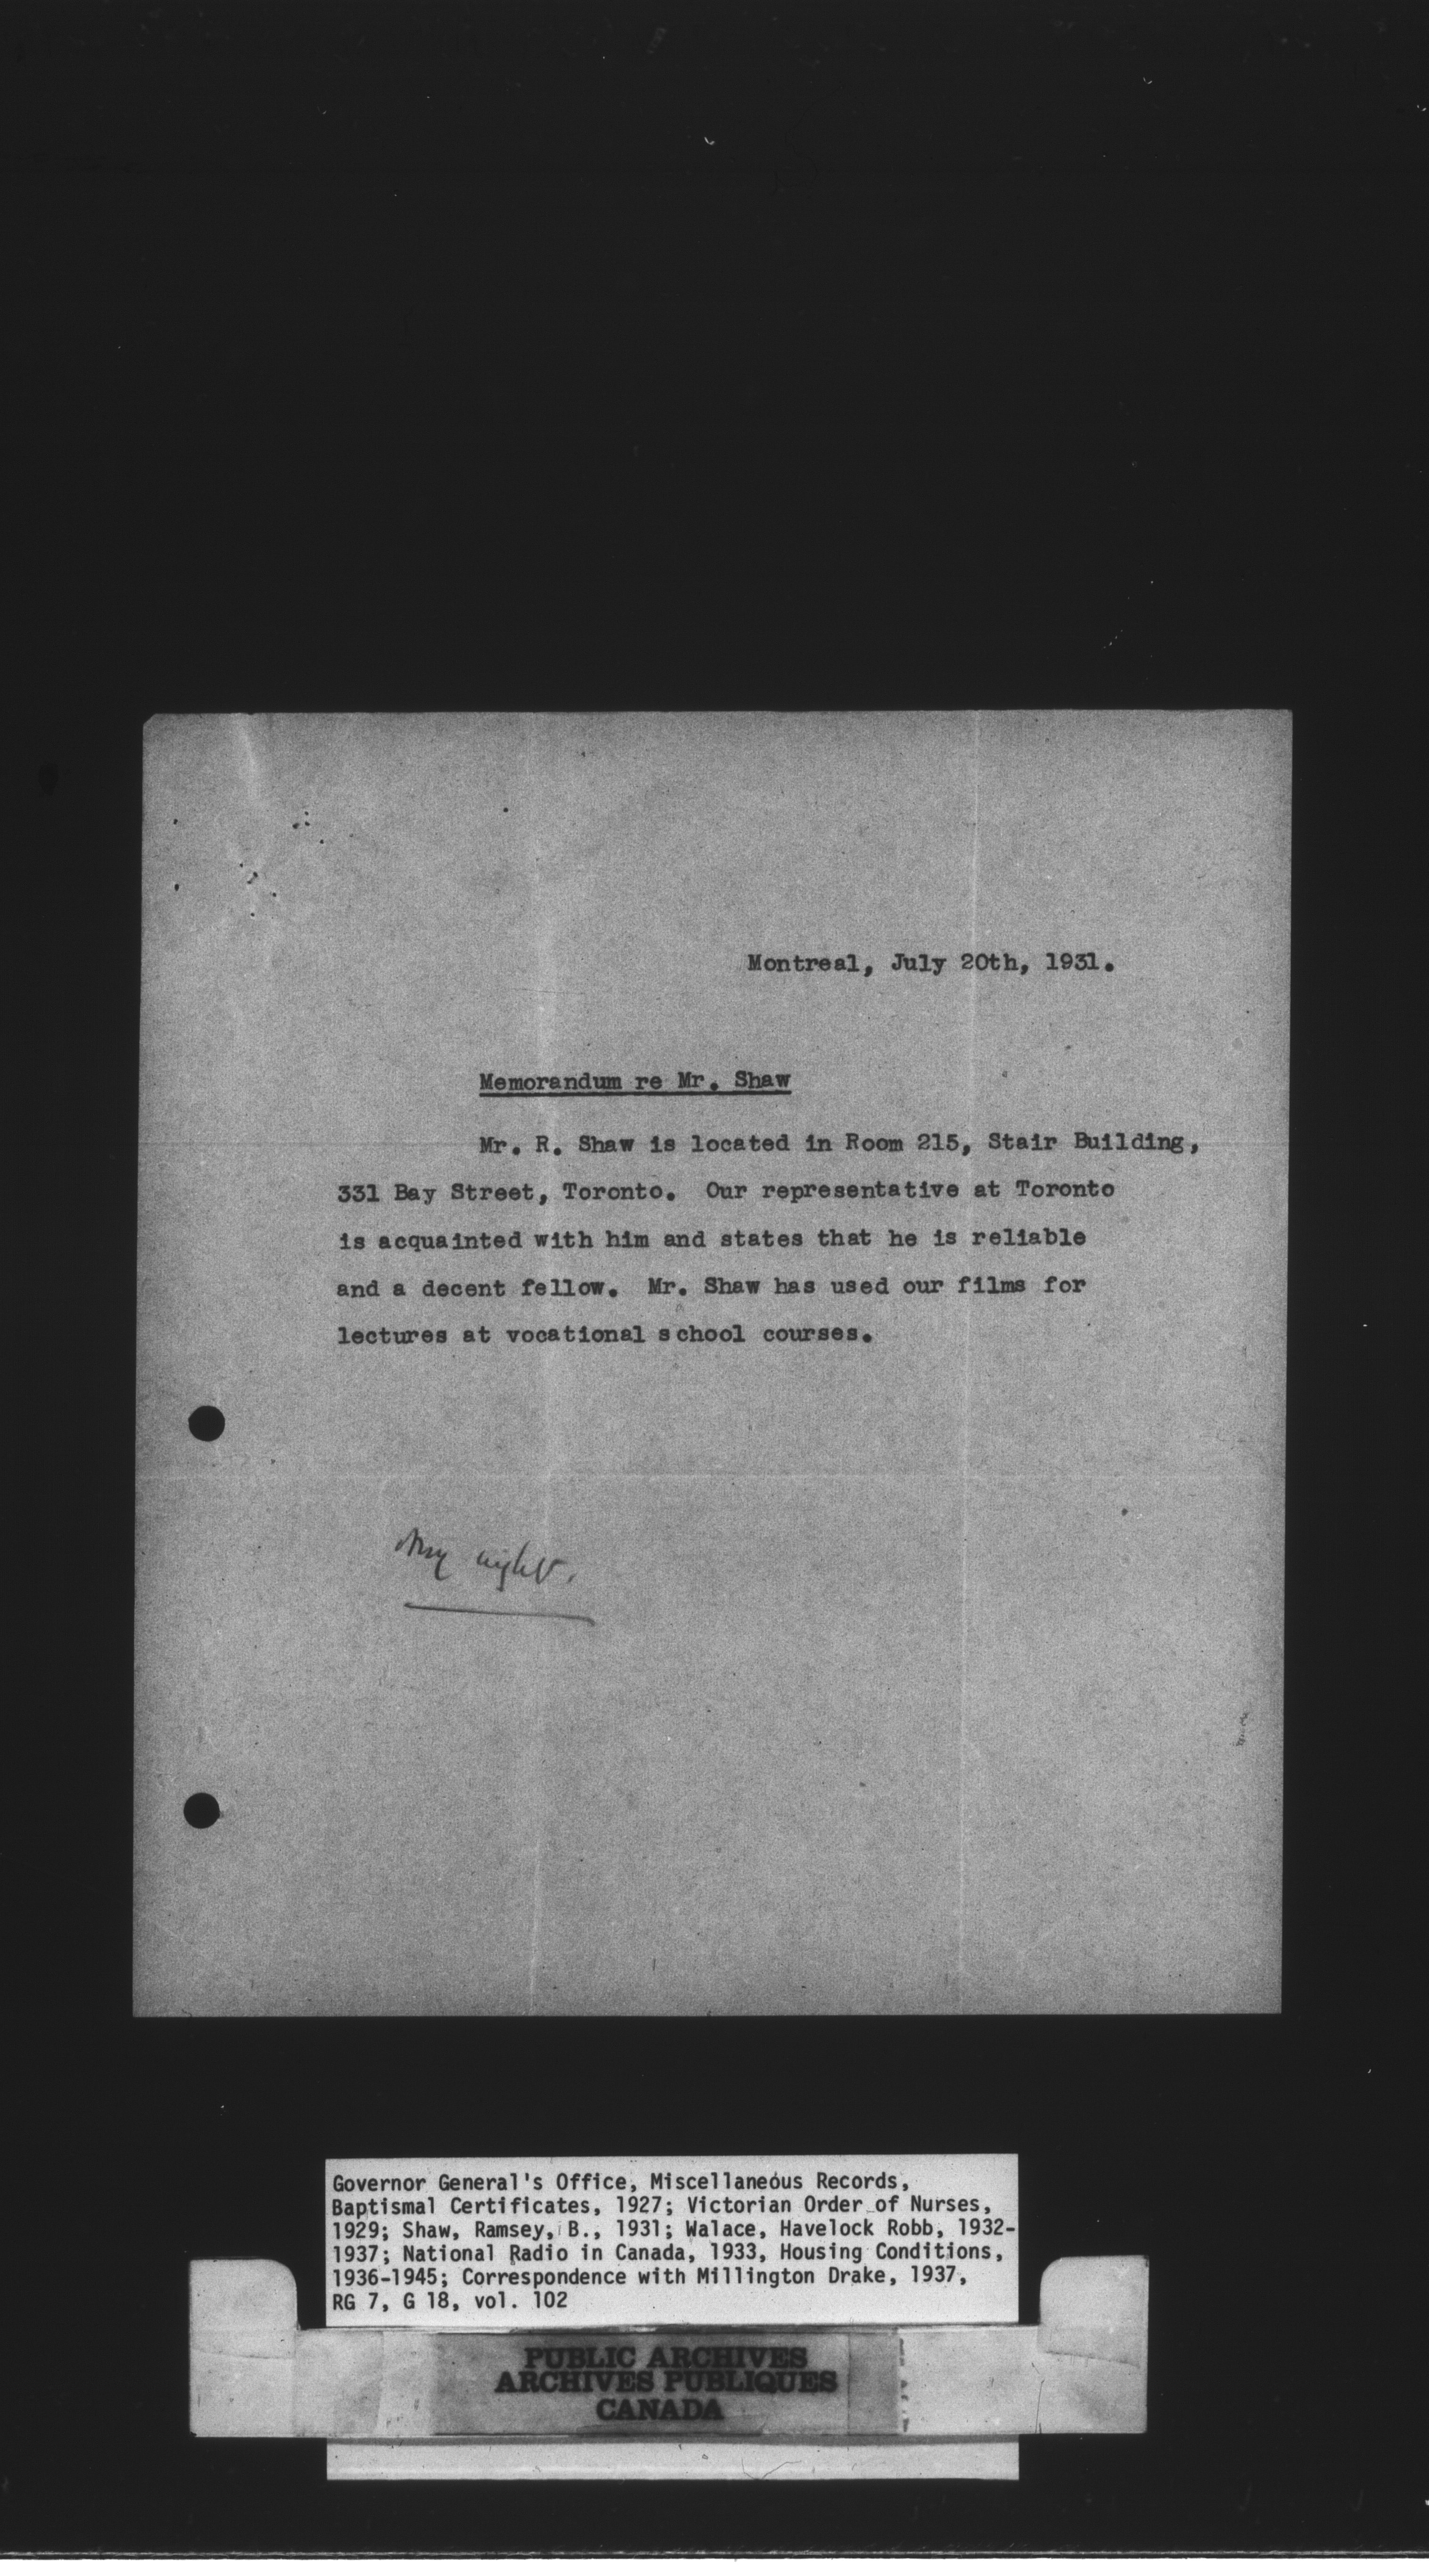 Montreal, July 20th, 1931.
Memorandum re Mr. Shaw
Mr. R. Shaw is located in Room 215, Stair Building,
331 Bay Street, Toronto. Our representative at Toronto
is acquainted with him and states that he is reliable
and a decent fellow. Mr. Shaw has used our films for
lectures at vocational school courses.
Governor General's Office, Miscellaneous Records,
Baptismal Certificates, 1927; Victorian Order of Nurses,
1929; Shaw, Ramsey, B., 1931; Walace, Havelock Robb, 1932-
1937; National Radio in Canada, 1933, Housing Conditions,
1936-1945; Correspondence with Millington Drake, 1937,
RG 7, G 18, vol. 102
PUBLIC ARCHIVES
ARCHIVES PUBLIQUES
CANADA